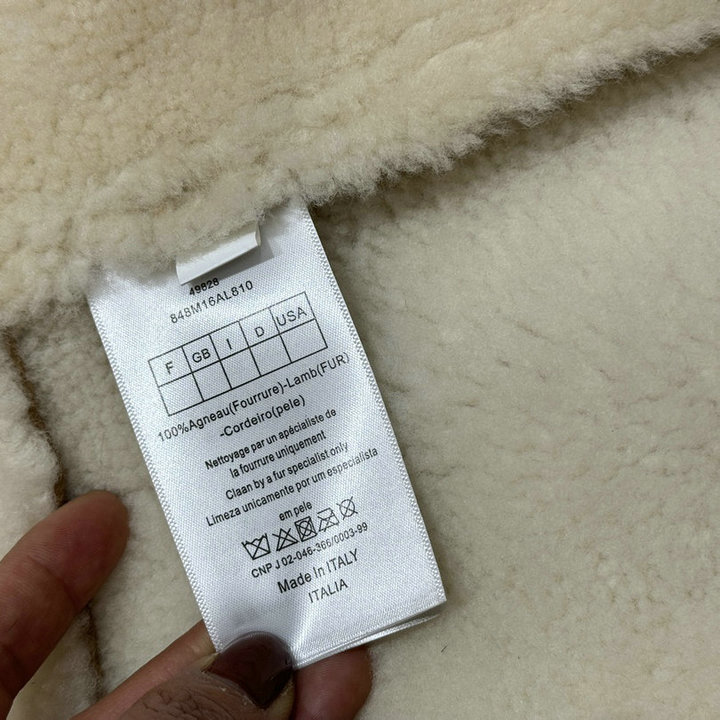 49628
848M16AL810
F GB I D USA
100%Agneau(Fourrure)-Lamb(FUR)
-Cordeiro(pele)
Nettoyage par un apécialiste de
la fourrure uniquement
Claan by a fur specialist only
Limeza unicamente por um especialista
em pele
CNP J 02-046-366/0003-99
Made In ITALY
ITALIA